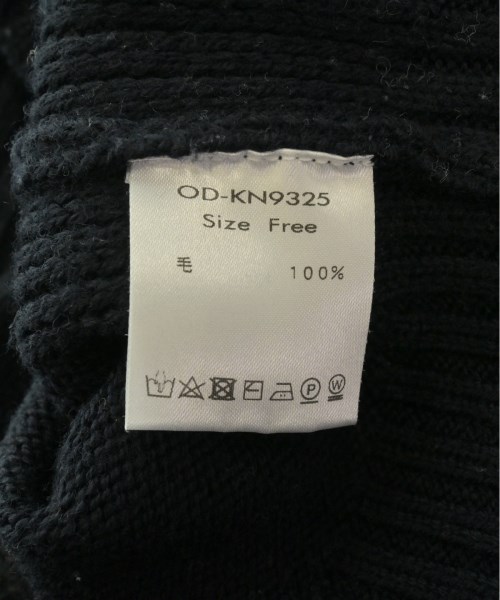 OD-KN9325
Size Free
毛 100%
P W